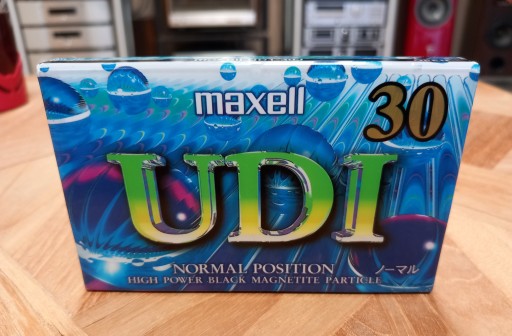 maxell
30
UDI
NORMAL POSITION
ノーマル
HIGH POWER BLACK MAGNETITE PARTICLE